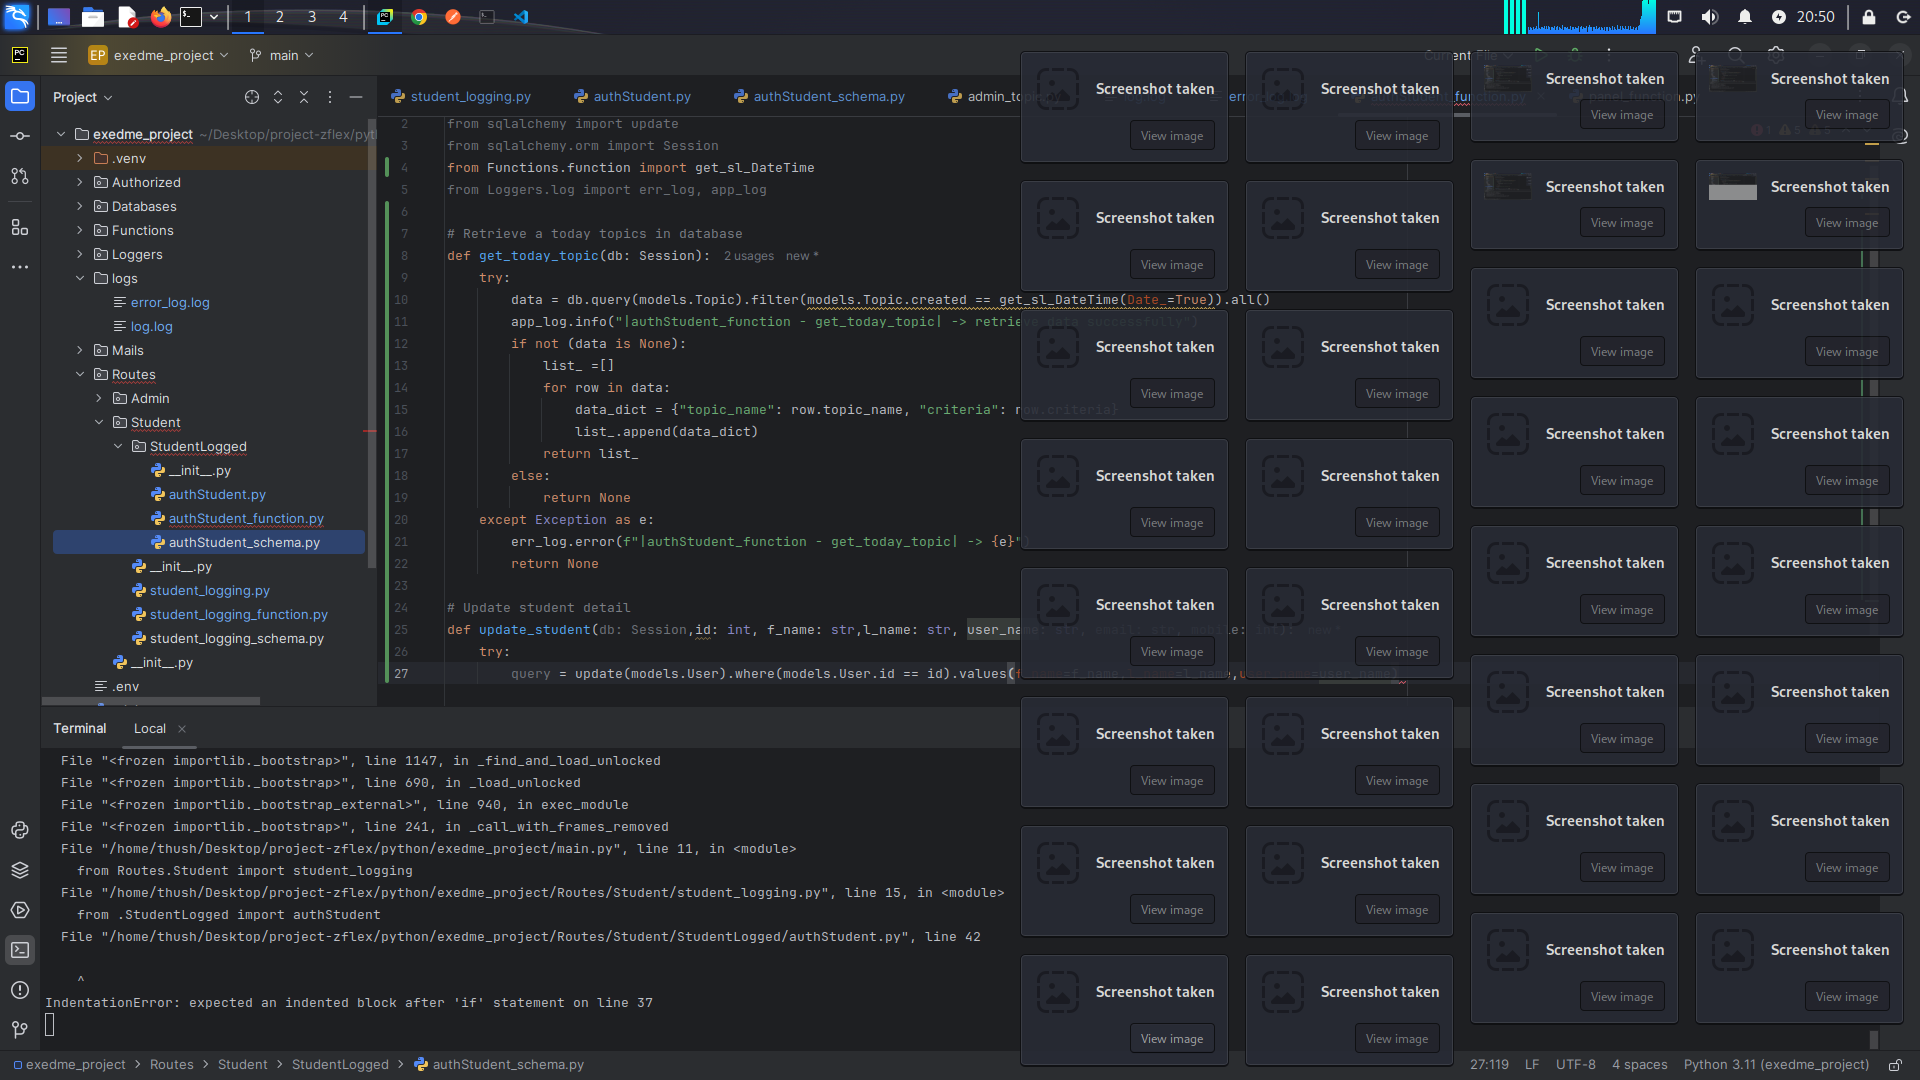 1 2 3 4
20:50
EP exedme_project
main
Current File
Project
student_logging.py
authStudent.py
authStudent_schema.py
exedme_project ~/Desktop/project-zflex/pyt
.venv
Authorized
Databases
Functions
Loggers
logs
error_log.log
log.log
Mails
Routes
Admin
Student
StudentLogged
__init__.py
authStudent.py
authStudent_function.py
authStudent_schema.py
__init__.py
student_logging.py
student_logging_function.py
student_logging_schema.py
__init__.py
.env
2 from sqlalchemy import update
3 from sqlalchemy.orm import Session
4 from Functions.function import get_sl_DateTime
5 from Loggers.log import err_log, app_log
6
7 # Retrieve a today topics in database
8 def get_today_topic(db: Session): 2 usages new *
9 try:
10 data = db.query(models.Topic).filter(models.Topic.created == get_sl_DateTime(Date_=True)).all()
11 app_log.info("|authStudent_function - get_today_topic| -> retrieve data successfully")
12 if not (data is None):
13 list_ =[]
14 for row in data:
15 data_dict = {"topic_name": row.topic_name, "criteria": row.criteria}
16 list_.append(data_dict)
17 return list_
18 else:
19 return None
20 except Exception as e:
21 err_log.error(f"|authStudent_function - get_today_topic| -> {e}")
22 return None
23
24 # Update student detail
25 def update_student(db: Session,id: int, f_name: str,l_name: str, user_name: str, email: str, mobile: int): new *
26 try:
27 query = update(models.User).where(models.User.id == id).values(
Terminal
Local
File "<frozen importlib._bootstrap>", line 1147, in _find_and_load_unlocked
File "<frozen importlib._bootstrap>", line 690, in _load_unlocked
File "<frozen importlib._bootstrap_external>", line 940, in exec_module
File "<frozen importlib._bootstrap>", line 241, in _call_with_frames_removed
File "/home/thush/Desktop/project-zflex/python/exedme_project/main.py", line 11, in <module>
from Routes.Student import student_logging
File "/home/thush/Desktop/project-zflex/python/exedme_project/Routes/Student/student_logging.py", line 15, in <module>
from .StudentLogged import authStudent
File "/home/thush/Desktop/project-zflex/python/exedme_project/Routes/Student/StudentLogged/authStudent.py", line 42
^
IndentationError: expected an indented block after 'if' statement on line 37
exedme_project > Routes > Student > StudentLogged > authStudent_schema.py
27:119 LF UTF-8 4 spaces Python 3.11 (exedme_project)
Screenshot taken
View image
Screenshot taken
View image
Screenshot taken
View image
Screenshot taken
View image
Screenshot taken
View image
Screenshot taken
View image
Screenshot taken
View image
Screenshot taken
View image
Screenshot taken
View image
Screenshot taken
View image
Screenshot taken
View image
Screenshot taken
View image
Screenshot taken
View image
Screenshot taken
View image
Screenshot taken
View image
Screenshot taken
View image
Screenshot taken
View image
Screenshot taken
View image
Screenshot taken
View image
Screenshot taken
View image
Screenshot taken
View image
Screenshot taken
View image
Screenshot taken
View image
Screenshot taken
View image
Screenshot taken
View image
Screenshot taken
View image
Screenshot taken
View image
Screenshot taken
View image
Screenshot taken
View image
Screenshot taken
View image
Screenshot taken
View image
Screenshot taken
View image